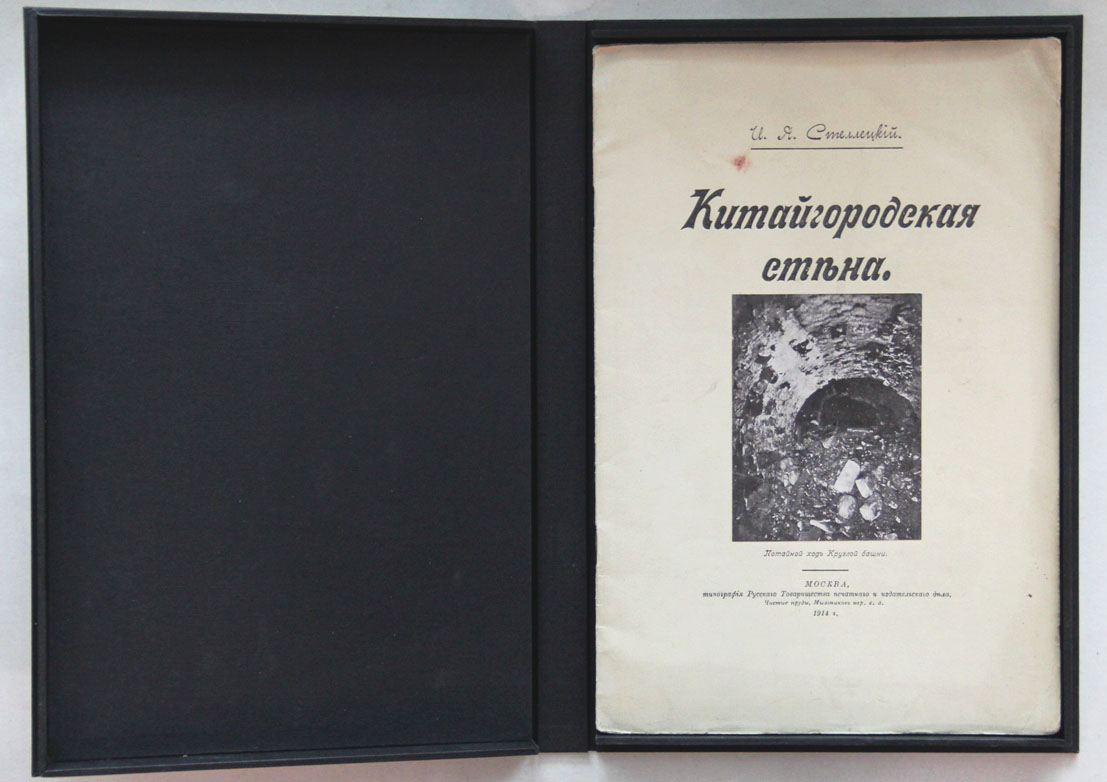 И. Я. Стеллецкій.
Китайгородская
стѣна.
Потайной ходъ Круглой башни.
МОСКВА,
типографія Русскаго Товарищества печатнаго и издательскаго дѣла,
Чистые пруды, Мыльниковъ пер., с. д.
1914 г.